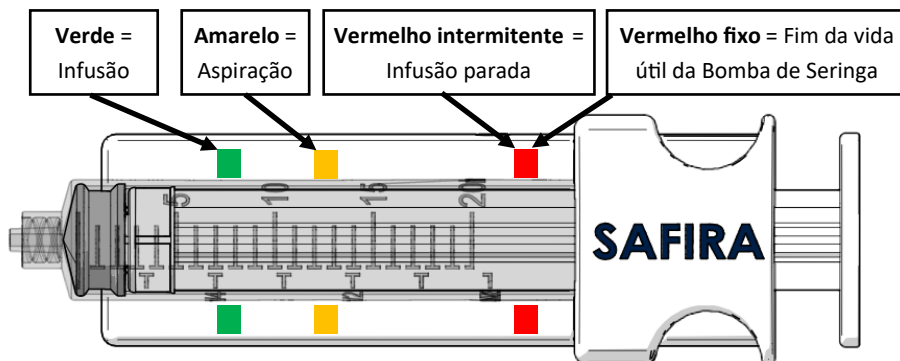 Verde =
Infusão
Amarelo =
Aspiração
Vermelho intermitente =
Infusão parada
Vermelho fixo = Fim da vida
útil da Bomba de Seringa
5
10
15
20
SAFIRA